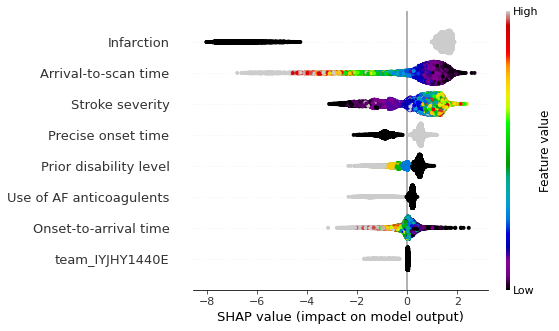 High
Infarction
Arrival-to-scan time
Stroke severity
Precise onset time
Prior disability level
Use of AF anticoagulents
Onset-to-arrival time
team_IYJHY1440E
Feature value
Low
−8 −6 −4 −2 0 2
SHAP value (impact on model output)